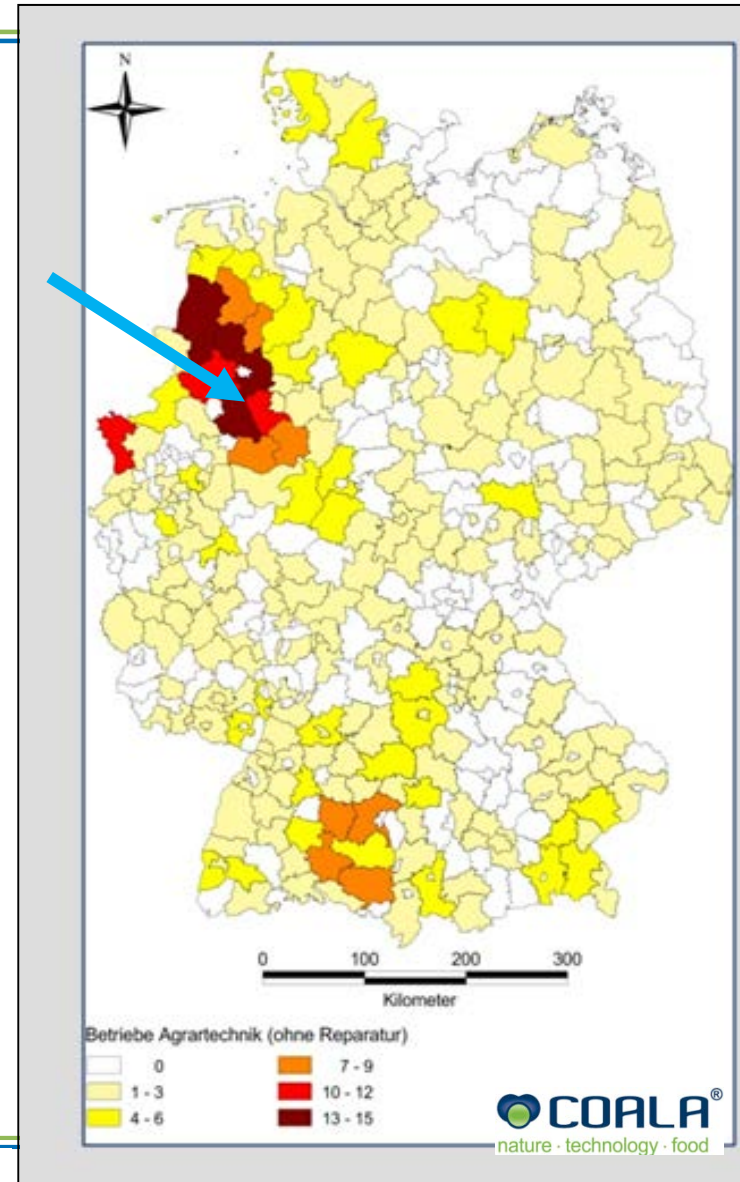 N
0 100 200 300
Kilometer
Betriebe Agrartechnik (ohne Reparatur)
0 7 - 9
1 - 3 10 - 12
4 - 6 13 - 15
COALA®
nature · technology · food